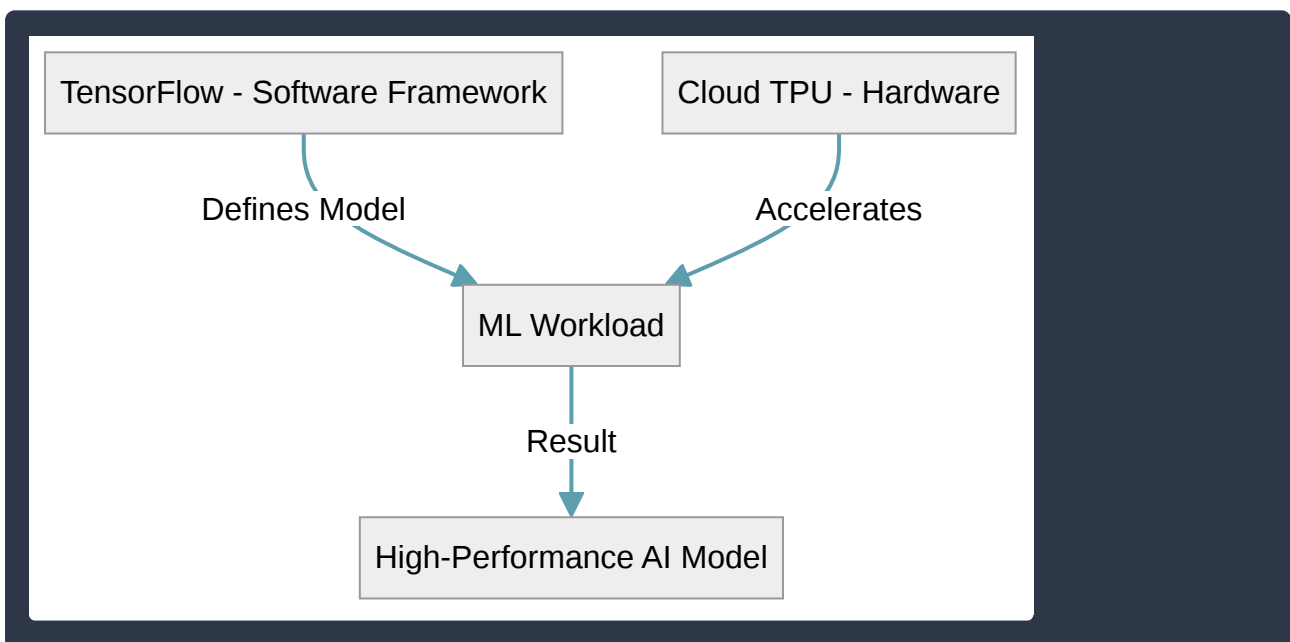 TensorFlow - Software Framework
Cloud TPU - Hardware
Defines Model
Accelerates
ML Workload
Result
High-Performance AI Model